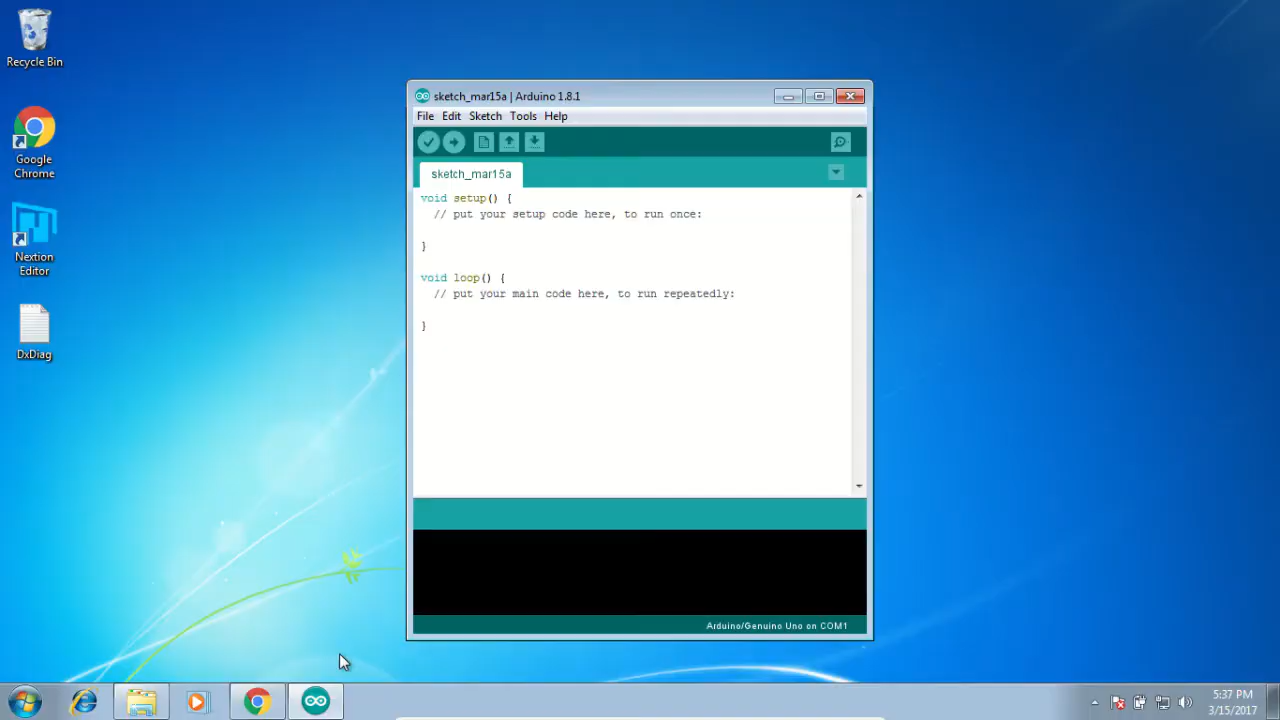 Recycle Bin
Google
Chrome
Nextion
Editor
DxDiag
sketch_mar15a | Arduino 1.8.1
File Edit Sketch Tools Help
sketch_mar15a
void setup() {
// put your setup code here, to run once:
}
void loop() {
// put your main code here, to run repeatedly:
}
Arduino/Genuino Uno on COM1
5:37 PM
3/15/2017